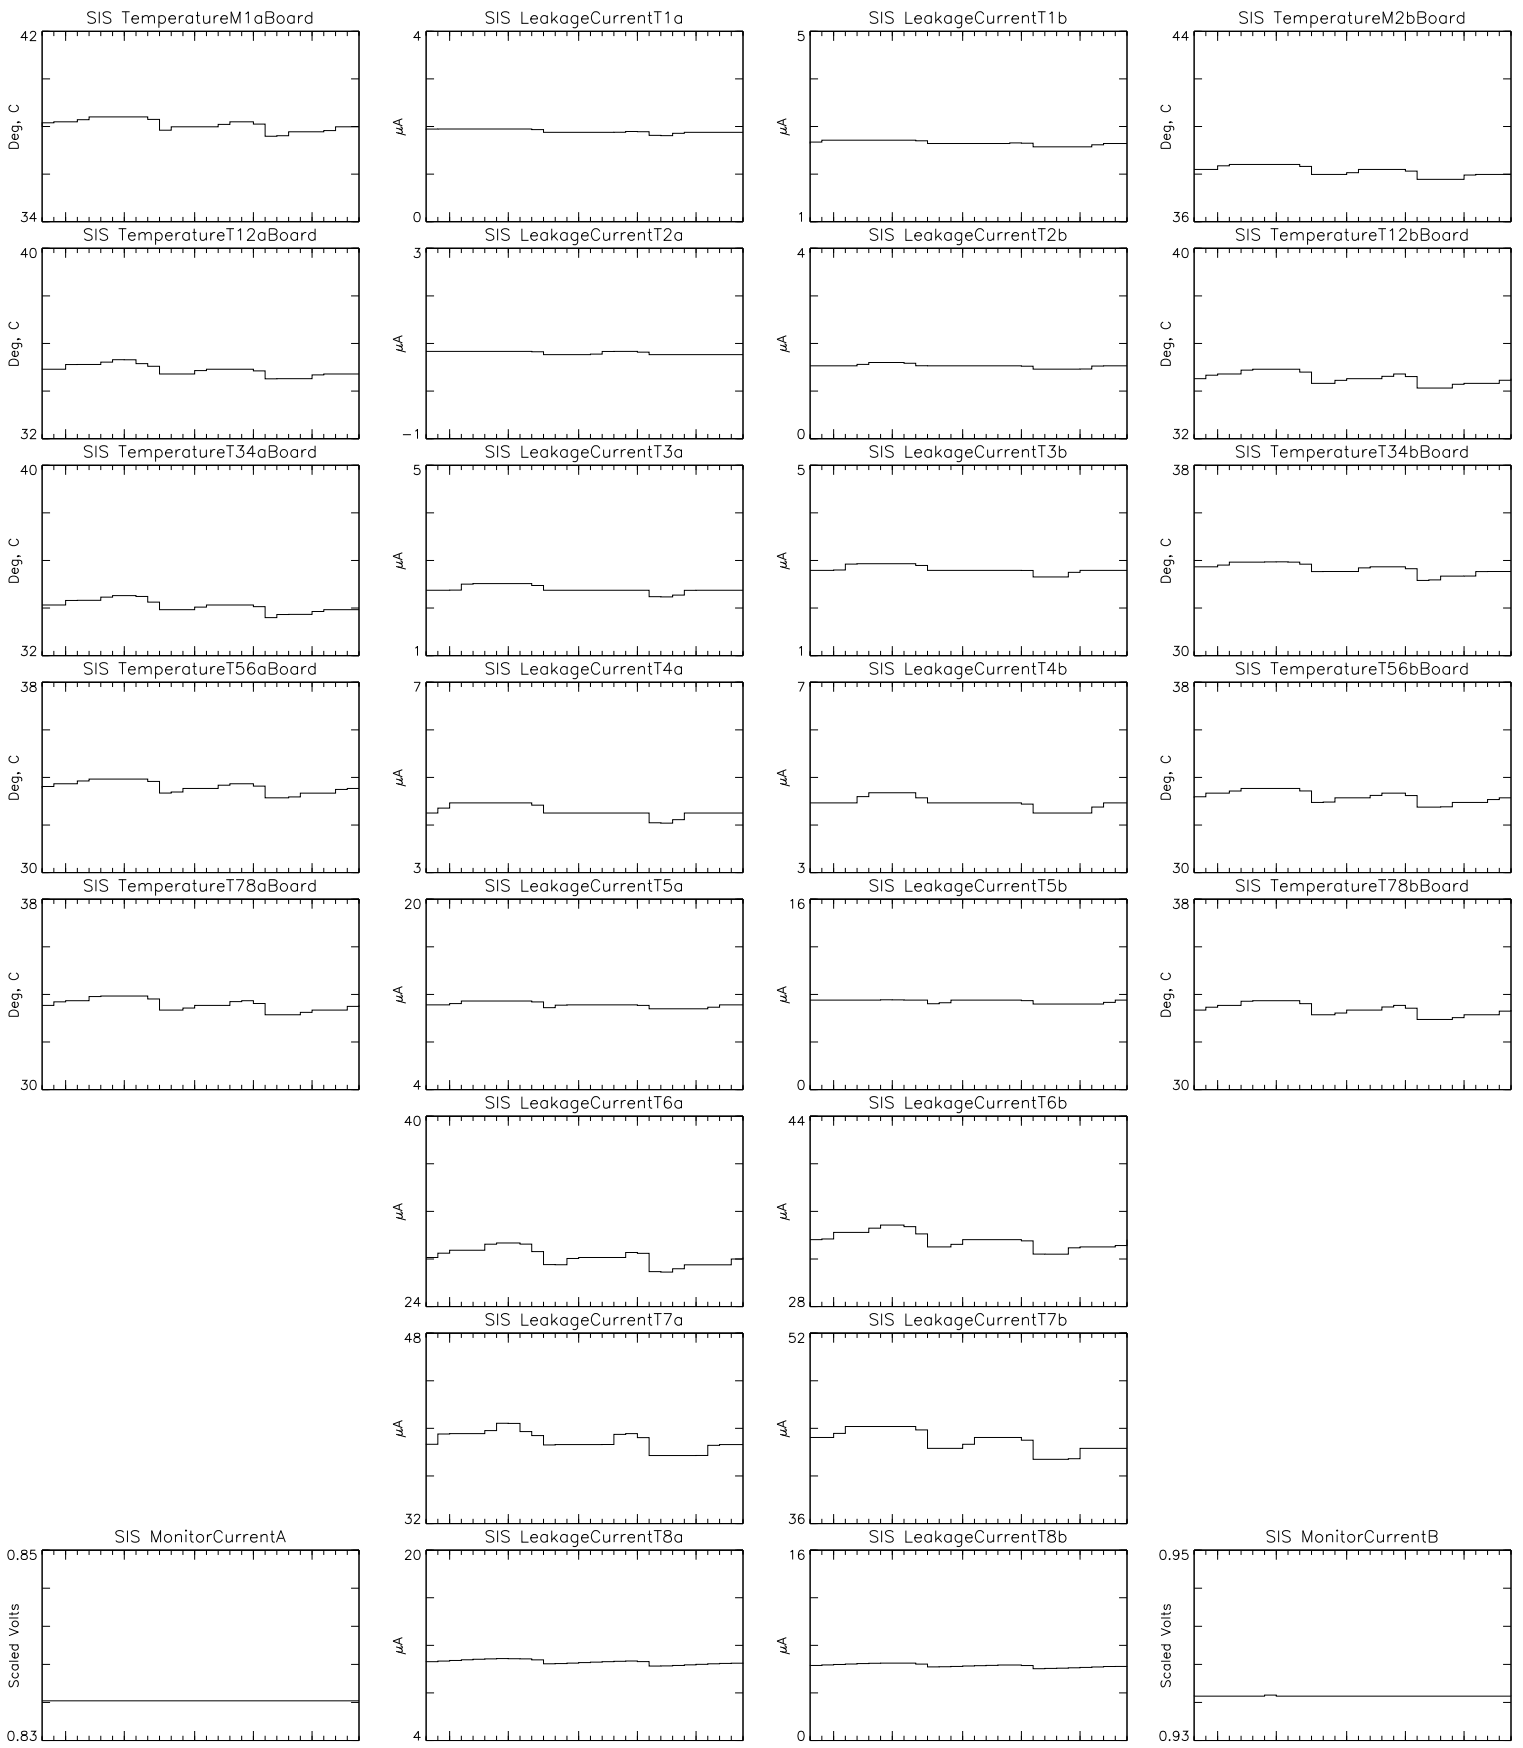 SIS TemperatureM1aBoard
42
Deg, C
34
SIS LeakageCurrentT1a
4
μA
0
SIS LeakageCurrentT1b
5
μA
1
SIS TemperatureM2bBoard
44
Deg, C
36
SIS TemperatureT12aBoard
40
Deg, C
32
SIS LeakageCurrentT2a
3
μA
-1
SIS LeakageCurrentT2b
4
μA
0
SIS TemperatureT12bBoard
40
Deg, C
32
SIS TemperatureT34aBoard
40
Deg, C
32
SIS LeakageCurrentT3a
5
μA
1
SIS LeakageCurrentT3b
5
μA
1
SIS TemperatureT34bBoard
38
Deg, C
30
SIS TemperatureT56aBoard
38
Deg, C
30
SIS LeakageCurrentT4a
7
μA
3
SIS LeakageCurrentT4b
7
μA
3
SIS TemperatureT56bBoard
38
Deg, C
30
SIS TemperatureT78aBoard
38
Deg, C
30
SIS LeakageCurrentT5a
20
μA
4
SIS LeakageCurrentT5b
16
μA
0
SIS TemperatureT78bBoard
38
Deg, C
30
SIS LeakageCurrentT6a
40
μA
24
SIS LeakageCurrentT6b
44
μA
28
SIS LeakageCurrentT7a
48
μA
32
SIS LeakageCurrentT7b
52
μA
36
SIS MonitorCurrentA
0.85
Scaled Volts
0.83
SIS LeakageCurrentT8a
20
μA
4
SIS LeakageCurrentT8b
16
μA
0
SIS MonitorCurrentB
0.95
Scaled Volts
0.93